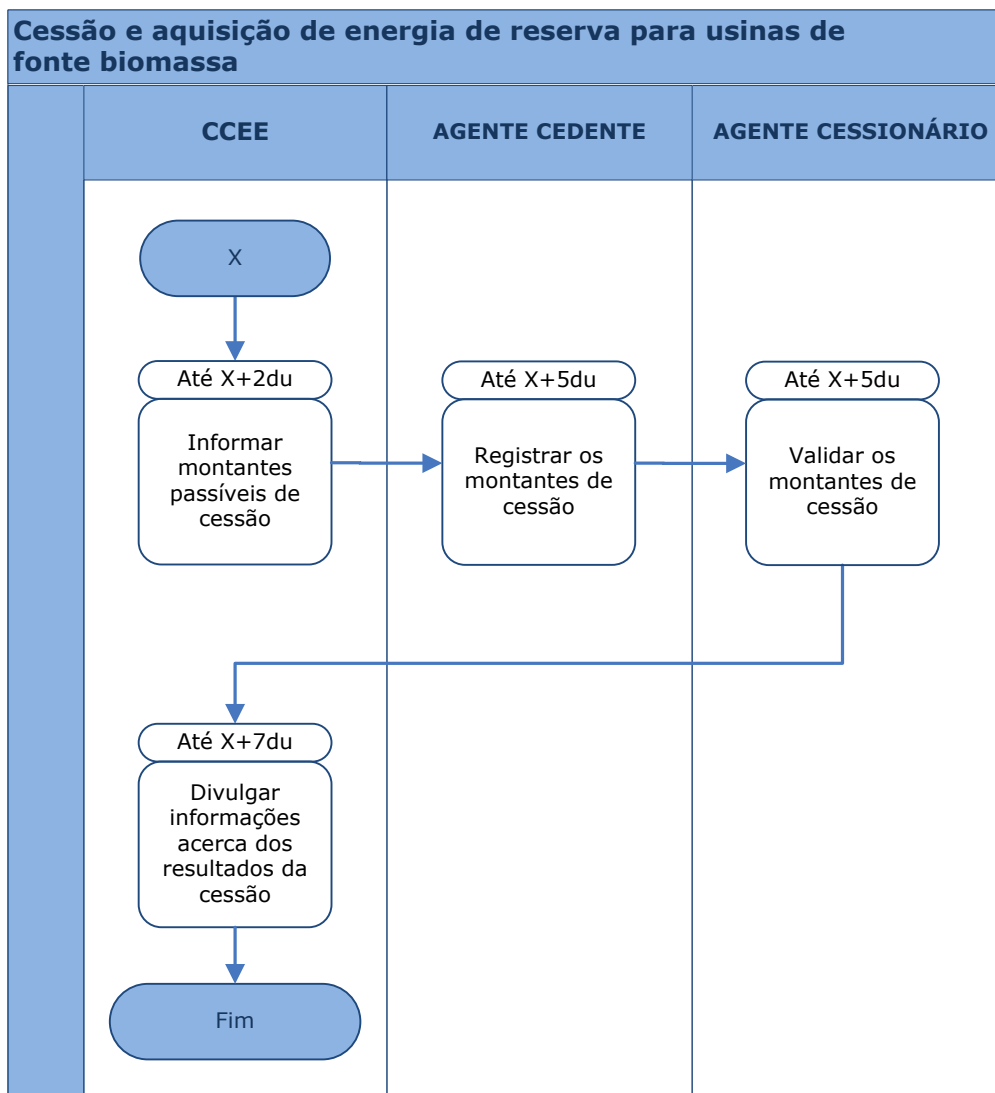 Cessão e aquisição de energia de reserva para usinas de
fonte biomassa
CCEE
AGENTE CEDENTE
AGENTE CESSIONÁRIO
X
Até X+2du
Informar
montantes
passíveis de
cessão
Até X+5du
Registrar os
montantes de
cessão
Até X+5du
Validar os
montantes de
cessão
Até X+7du
Divulgar
informações
acerca dos
resultados da
cessão
Fim